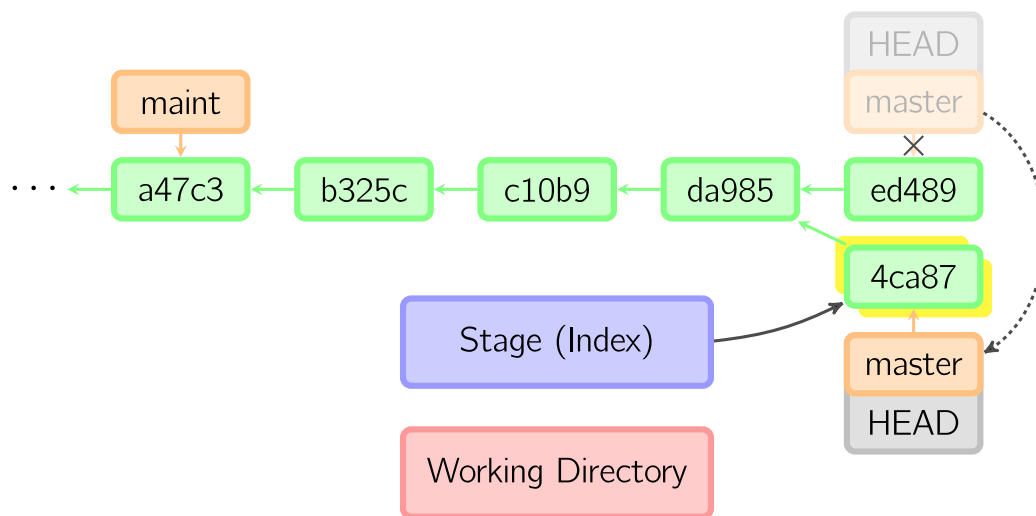 HEAD
maint
master
...
a47c3
b325c
c10b9
da985
ed489
4ca87
Stage (Index)
master
HEAD
Working Directory